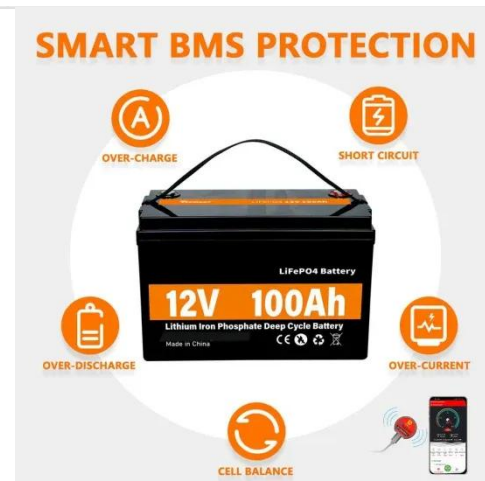 SMART BMS PROTECTION
OVER-CHARGE
SHORT CIRCUIT
LiFePO4 Battery
12V 100Ah
Lithium Iron Phosphate Deep Cycle Battery
Made in China
CE
OVER-DISCHARGE
OVER-CURRENT
CELL BALANCE